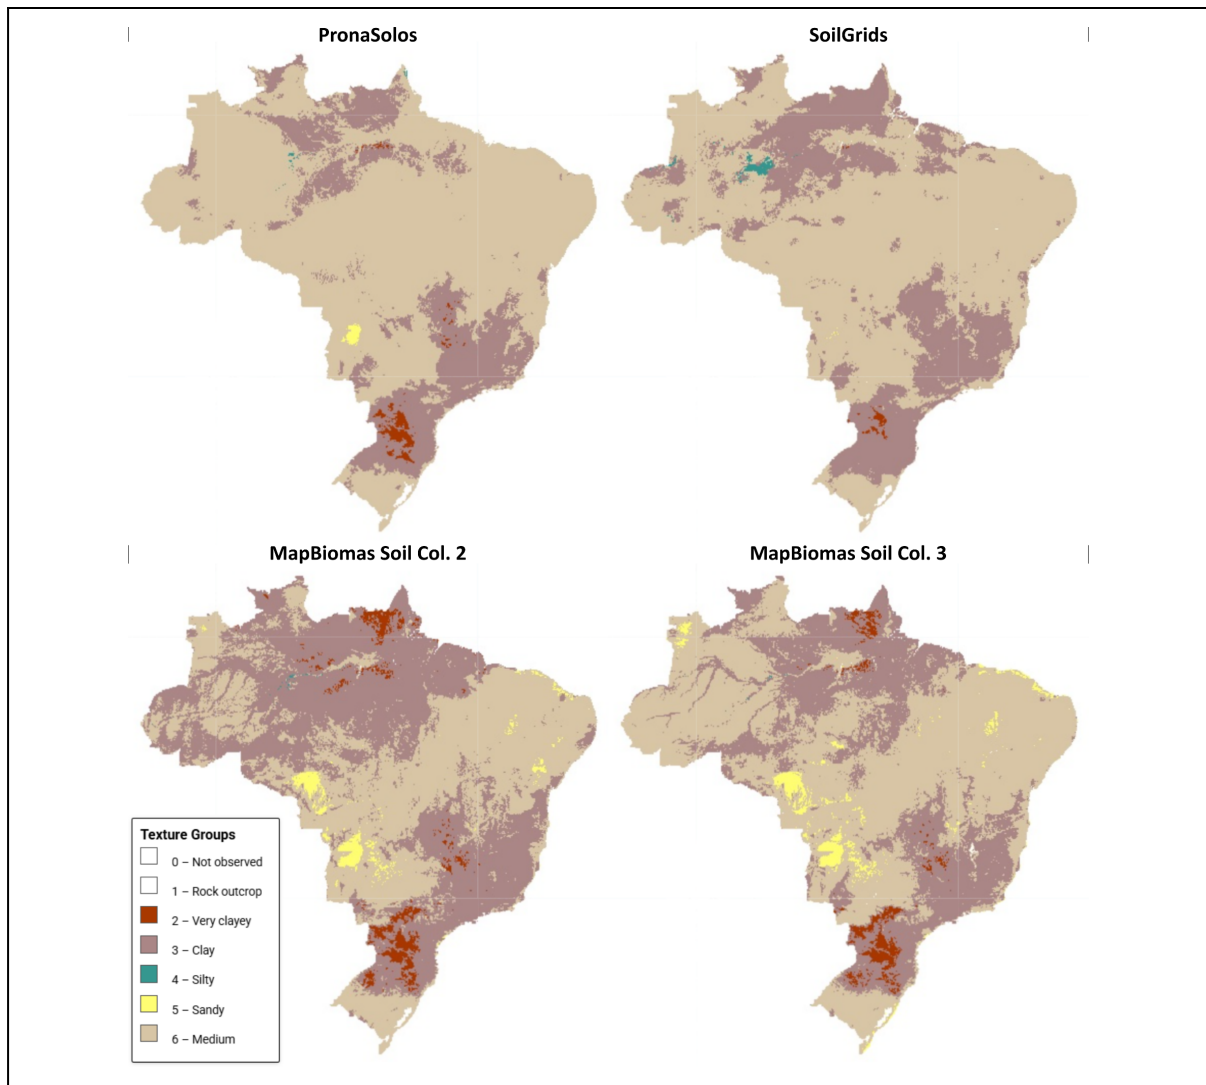 PronaSolos
SoilGrids
MapBiomas Soil Col. 2
MapBiomas Soil Col. 3
Texture Groups
0 – Not observed
1 – Rock outcrop
2 – Very clayey
3 – Clay
4 – Silty
5 – Sandy
6 – Medium